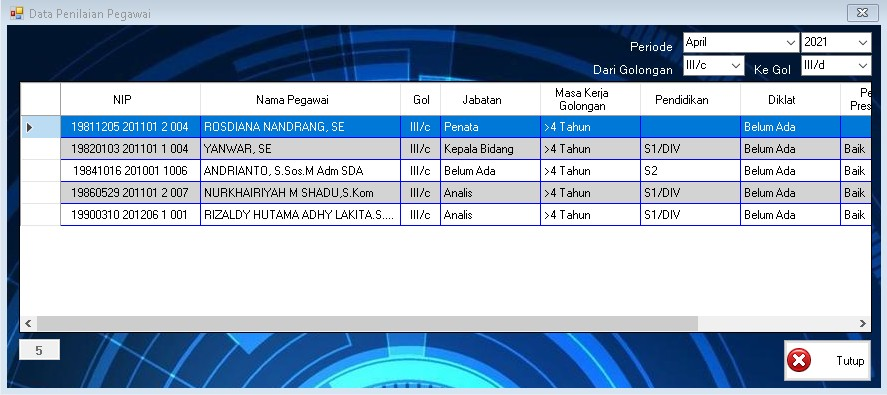 Data Penilaian Pegawai
Periode April 2021
Dari Golongan III/c Ke Gol III/d
NIP Nama Pegawai Gol Jabatan Masa Kerja Golongan Pendidikan Diklat Pe Pres
19811205 201101 2 004 ROSDIANA NANDRANG, SE III/c Penata >4 Tahun Belum Ada
19820103 201101 1 004 YANWAR, SE III/c Kepala Bidang >4 Tahun S1/DIV Belum Ada Baik
19841016 201001 1006 ANDRIANTO, S.Sos.M Adm SDA III/c Belum Ada >4 Tahun S2 Belum Ada Baik
19860529 201101 2 007 NURKHAIRIYAH M SHADU,S.Kom III/c Analis >4 Tahun S1/DIV Belum Ada Baik
19900310 201206 1 001 RIZALDY HUTAMA ADHY LAKITA.S.... III/c Analis >4 Tahun S1/DIV Belum Ada Baik
5
Tutup